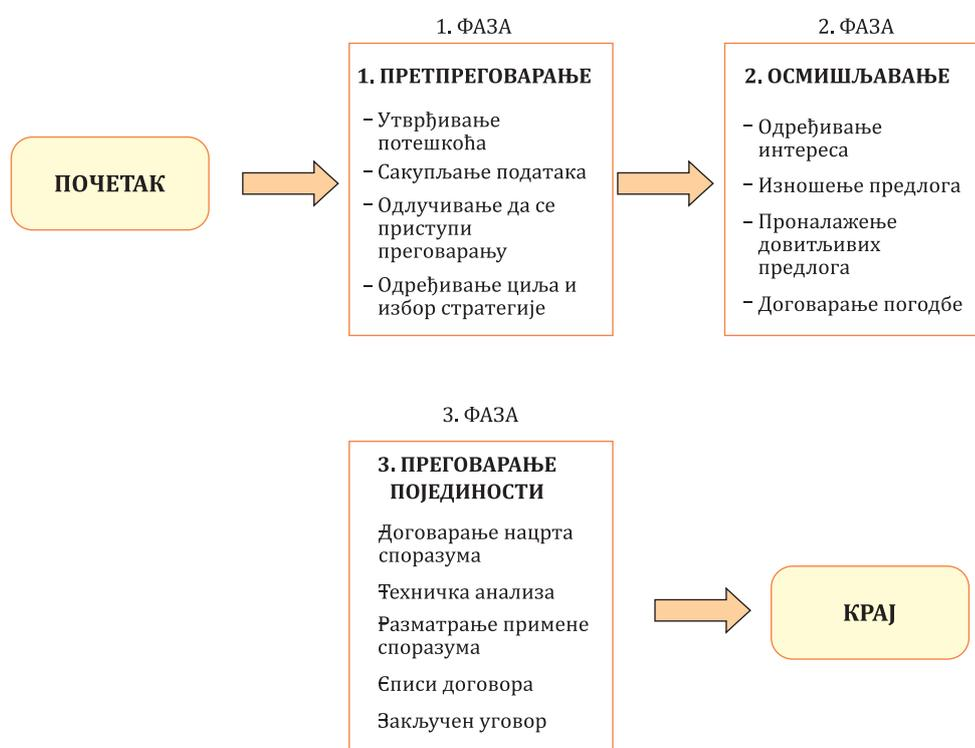 1. ФАЗА
2. ФАЗА
ПОЧЕТАК
1. ПРЕТПРЕГОВАРАЊЕ
– Утврђивање
потешкоћа
– Сакупљање података
– Одлучивање да се
приступи
преговарању
– Одређивање циља и
избор стратегије
2. ОСМИШЉАВАЊЕ
– Одређивање
интереса
– Изношење предлога
– Проналажење
довитљивих
предлога
– Договарање погодбе
3. ФАЗА
3. ПРЕГОВАРАЊЕ
ПОЈЕДИНОСТИ
– Договарање нацрта
споразума
– Техничка анализа
– Разматрање примене
споразума
– Списи договора
– Закључен уговор
КРАЈ